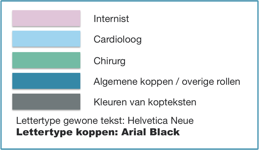 Internist
Cardioloog
Chirurg
Algemene koppen / overige rollen
Kleuren van kopteksten
Lettertype gewone tekst: Helvetica Neue
Lettertype koppen: Arial Black